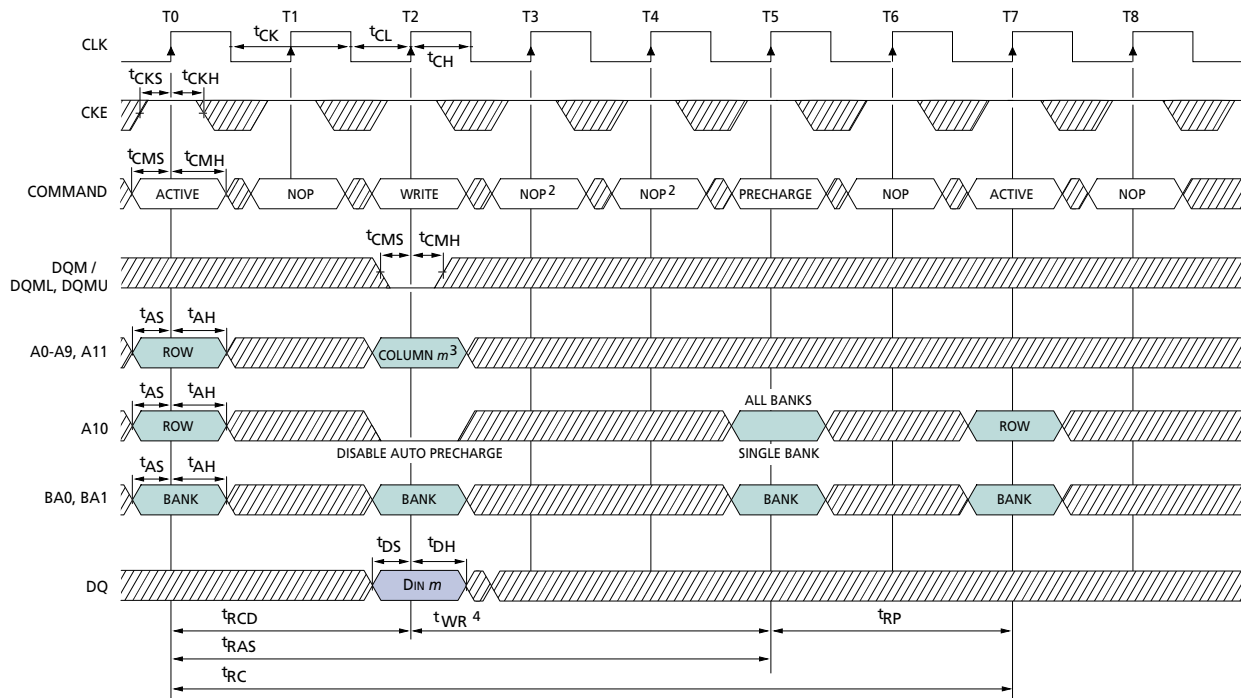 T0 T1 T2 T3 T4 T5 T6 T7 T8
CLK tCK tCL tCH
tCKS tCKH
CKE
tCMS tCMH
COMMAND ACTIVE NOP WRITE NOP2 NOP2 PRECHARGE NOP ACTIVE NOP
tCMS tCMH
DQM /
DQML, DQMU
tAS tAH
A0-A9, A11 ROW COLUMN m3
tAS tAH ALL BANKS
A10 ROW ROW
DISABLE AUTO PRECHARGE SINGLE BANK
tAS tAH
BA0, BA1 BANK BANK BANK BANK
tDS tDH
DQ DIN m
tRCD tWR 4 tRP
tRAS
tRC